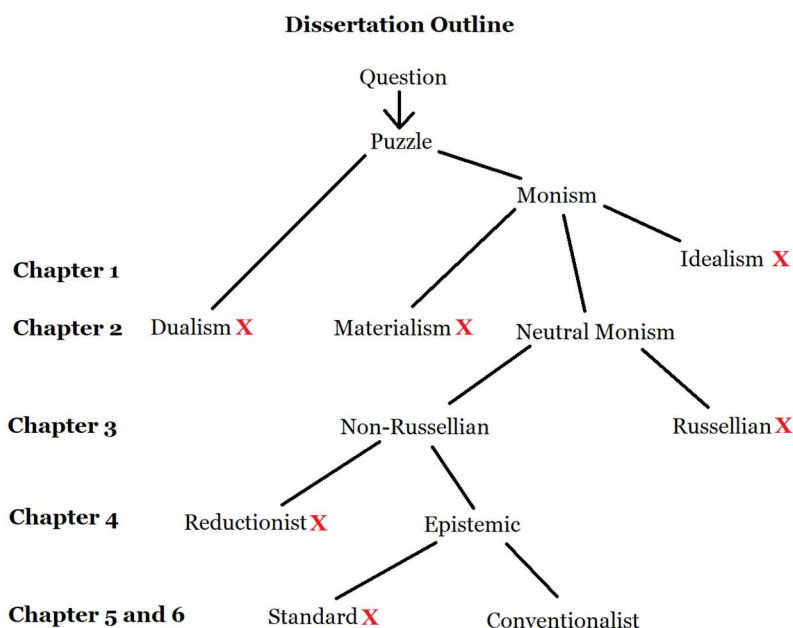 Dissertation Outline
Question
Puzzle
Monism
Idealism X
Chapter 1
Chapter 2 Dualism X Materialism X Neutral Monism
Chapter 3 Non-Russellian Russellian X
Chapter 4 Reductionist X Epistemic
Chapter 5 and 6 Standard X Conventionalist